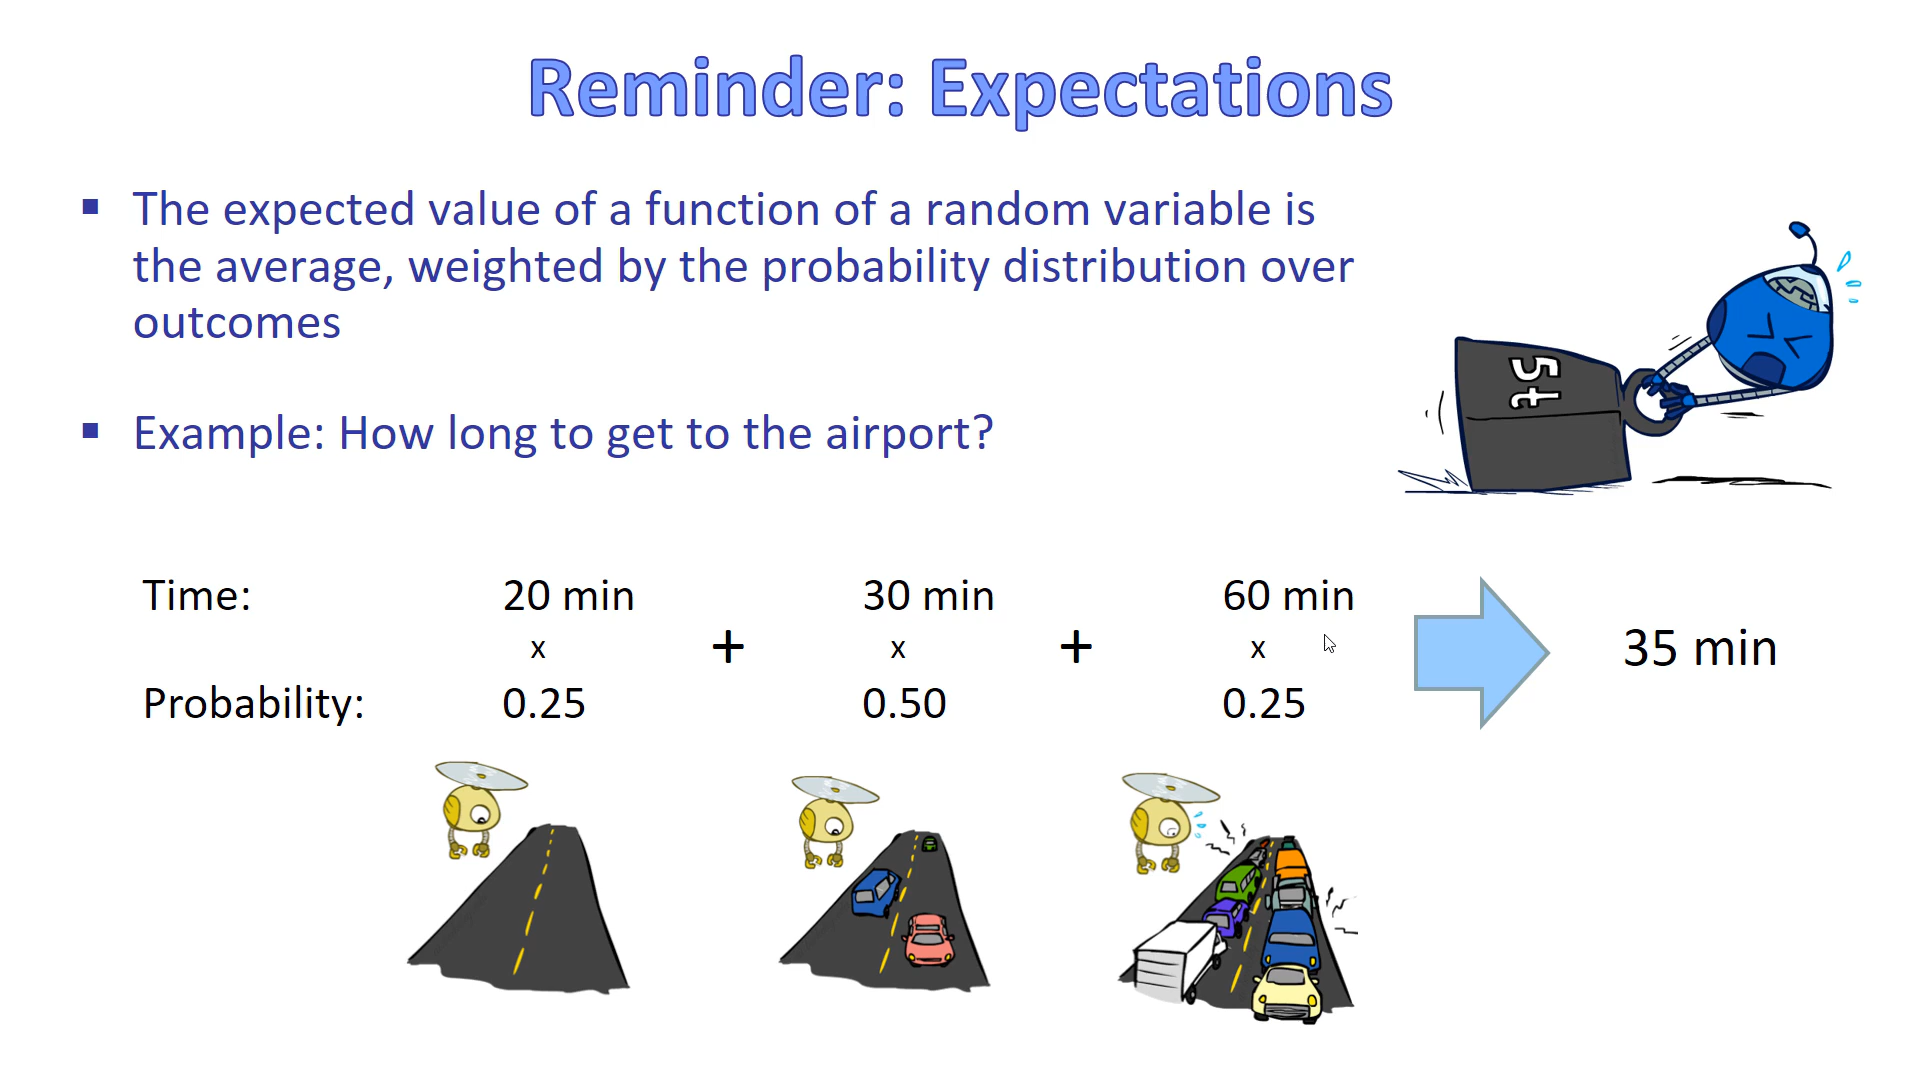 Reminder: Expectations
▪ The expected value of a function of a random variable is
the average, weighted by the probability distribution over
outcomes
5t
▪ Example: How long to get to the airport?
Time: 20 min 30 min 60 min
x + x + x 35 min
Probability: 0.25 0.50 0.25